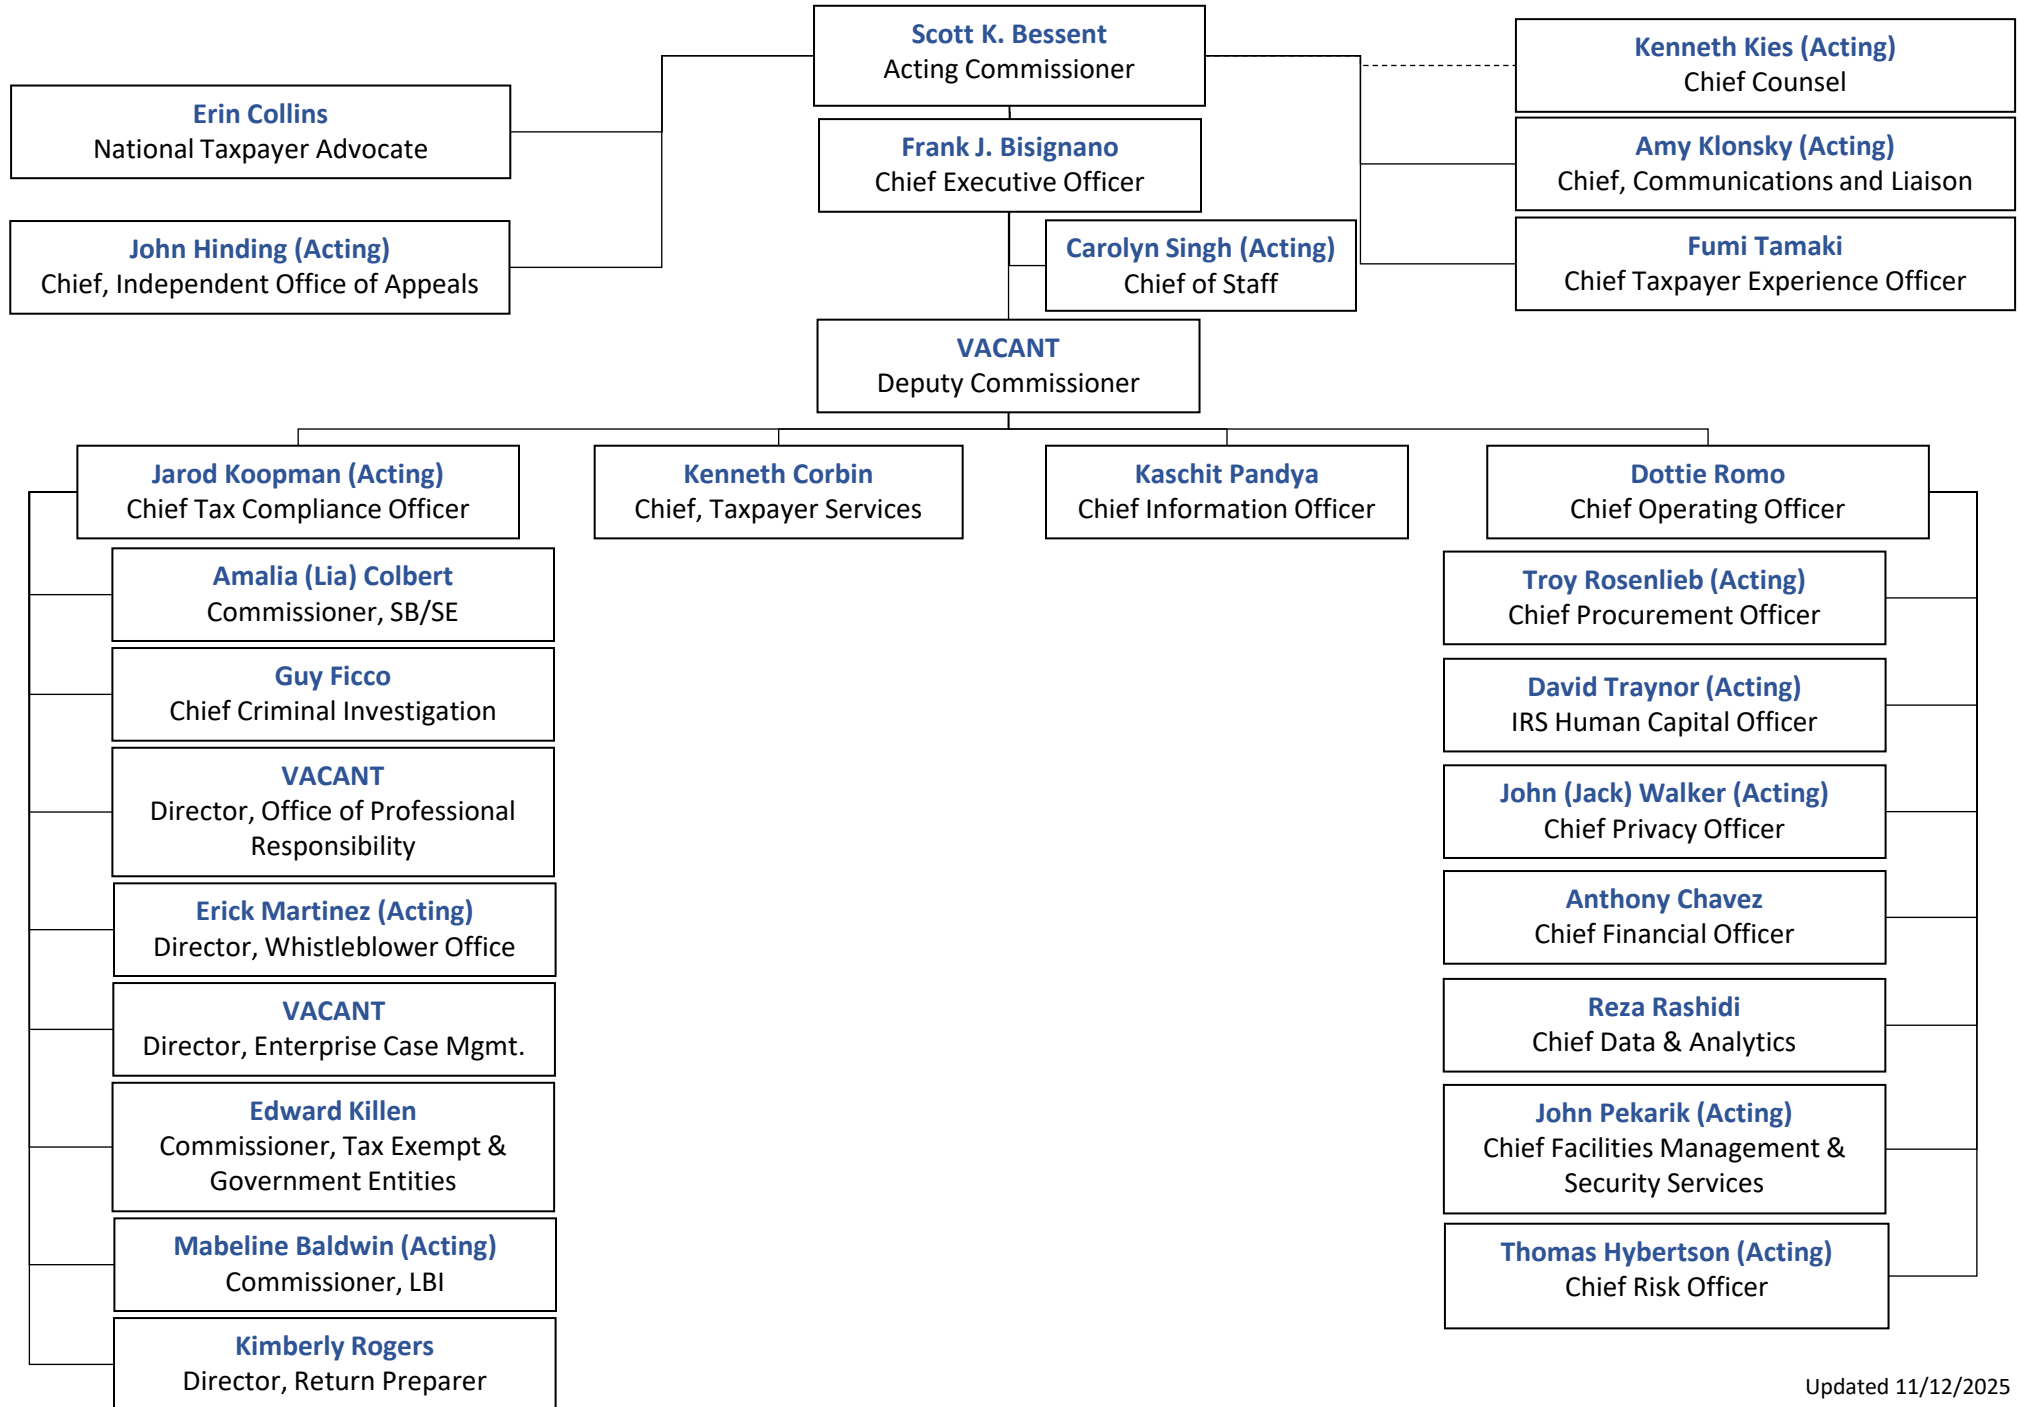 Scott K. Bessent
Acting Commissioner
Kenneth Kies (Acting)
Chief Counsel
Erin Collins
National Taxpayer Advocate
Frank J. Bisignano
Chief Executive Officer
Amy Klonsky (Acting)
Chief, Communications and Liaison
John Hinding (Acting)
Chief, Independent Office of Appeals
Carolyn Singh (Acting)
Chief of Staff
Fumi Tamaki
Chief Taxpayer Experience Officer
VACANT
Deputy Commissioner
Jarod Koopman (Acting)
Chief Tax Compliance Officer
Kenneth Corbin
Chief, Taxpayer Services
Kaschit Pandya
Chief Information Officer
Dottie Romo
Chief Operating Officer
Amalia (Lia) Colbert
Commissioner, SB/SE
Guy Ficco
Chief Criminal Investigation
VACANT
Director, Office of Professional
Responsibility
Erick Martinez (Acting)
Director, Whistleblower Office
VACANT
Director, Enterprise Case Mgmt.
Edward Killen
Commissioner, Tax Exempt &
Government Entities
Mabeline Baldwin (Acting)
Commissioner, LBI
Kimberly Rogers
Director, Return Preparer
Troy Rosenlieb (Acting)
Chief Procurement Officer
David Traynor (Acting)
IRS Human Capital Officer
John (Jack) Walker (Acting)
Chief Privacy Officer
Anthony Chavez
Chief Financial Officer
Reza Rashidi
Chief Data & Analytics
John Pekarik (Acting)
Chief Facilities Management &
Security Services
Thomas Hybertson (Acting)
Chief Risk Officer
Updated 11/12/2025